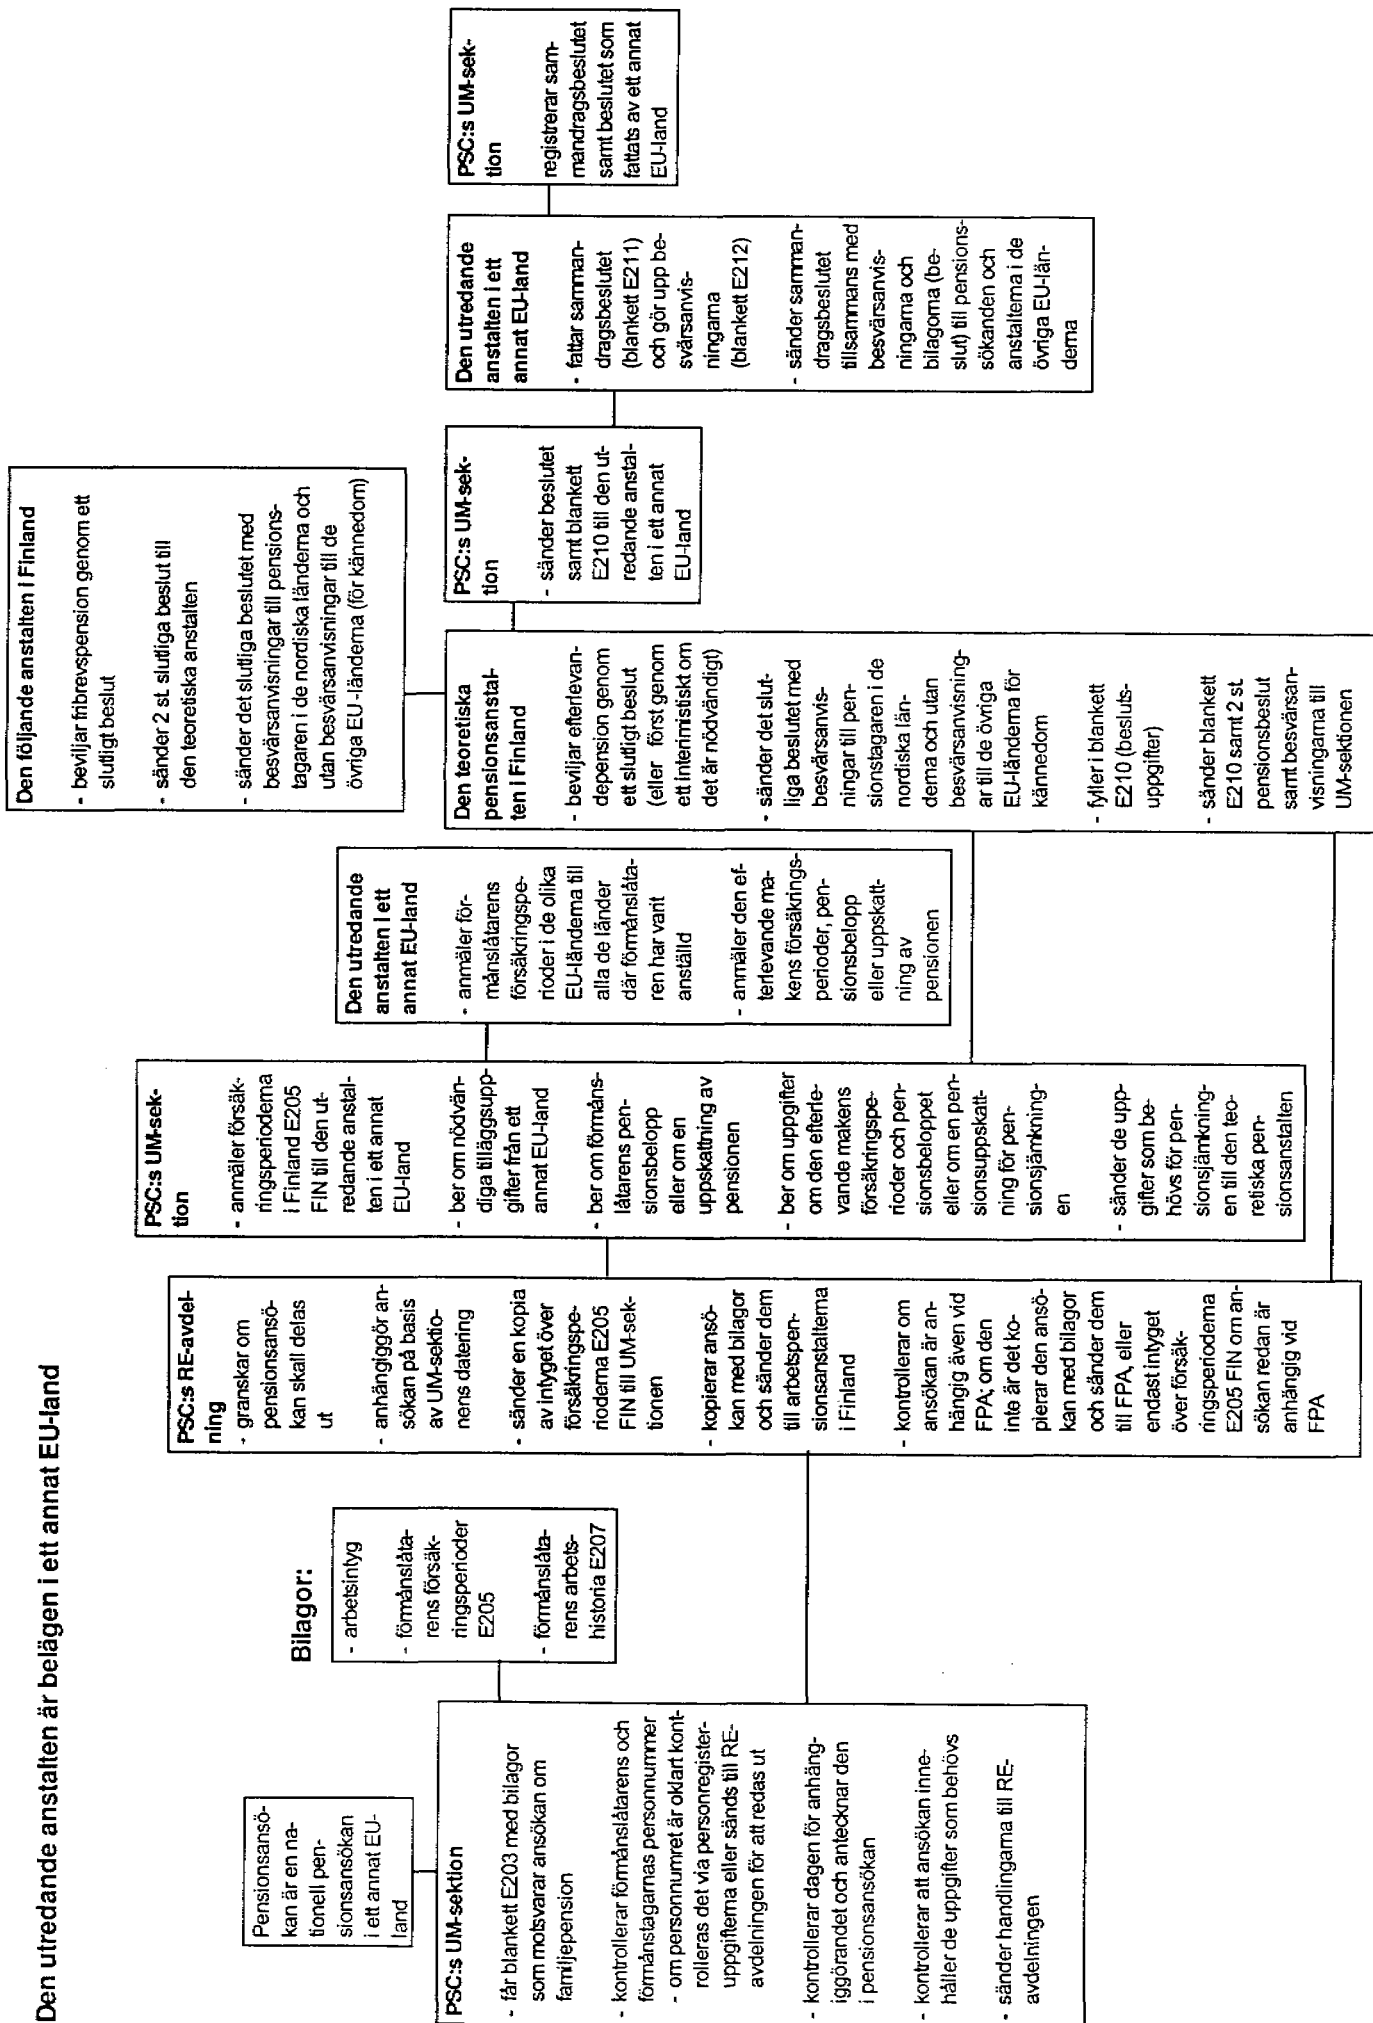 Den utredande anstalten är belägen i ett annat EU-land
Pensionsansö-
kan är en na-
tionell pen-
sionsansökan
i ett annat EU-
land
PSC:s UM-sektion
- får blankett E203 med bilagor
som motsvarar ansökan om
familjepension
- kontrollerar förmånslåtarens och
förmånstagarnas personnummer
- om personnumret är oklart kont-
rolleras det via personregister-
uppgifterna eller sänds till RE-
avdelningen för att redas ut
- kontrollerar dagen för anhäng-
iggörandet och antecknar den
i pensionsansökan
- kontrollerar att ansökan inne-
håller de uppgifter som behövs
- sänder handlingarna till RE-
avdelningen
Bilagor:
- arbetsintyg
- förmånslåta-
rens försäk-
ringsperioder
E205
- förmånslåta-
rens arbets-
historia E207
PSC:s RE-avdel-
ning
- granskar om
pensionsansö-
kan skall delas
ut
- anhängiggör an-
sökan på basis
av UM-sektio-
nens datering
- sänder en kopia
av intyget över
försäkringspe-
rioderna E205
FIN till UM-sek-
tionen
- kopierar ansö-
kan med bilagor
och sänder dem
till arbetspen-
sionsanstalterna
i Finland
- kontrollerar om
ansökan är an-
hängig även vid
FPA; om den
inte är det ko-
pierar den ansö-
kan med bilagor
och sänder dem
till FPA, eller
endast intyget
över försäk-
ringsperioderna
E205 FIN om an-
sökan redan är
anhängig vid
FPA
PSC:s UM-sek-
tion
- anmäler försäk-
ringsperioderna
i Finland E205
FIN till den ut-
redande anstal-
ten i ett annat
EU-land
- ber om nödvän-
diga tilläggsupp-
gifter från ett
annat EU-land
- ber om förmåns-
låtarens pen-
sionsbelopp
eller om en
uppskattning av
pensionen
- ber om uppgifter
om den efterle-
vande makens
försäkringspe-
rioder och pen-
sionsbeloppet
eller om en pen-
sionsuppskatt-
ning för pen-
sionsjämkning-
en
- sänder de upp-
gifter som be-
hövs för pen-
sionsjämkning-
en till den teo-
retiska pen-
sionsanstalten
Den utredande
anstalten i ett
annat EU-land
- anmäler för-
månslåtarens
försäkringspe-
rioder i de olika
EU-länderna till
alla de länder
där förmånslåta-
ren har varit
anställd
- anmäler den ef-
terlevande ma-
kens försäkrings-
perioder, pen-
sionsbelopp
eller uppskatt-
ning av
pensionen
Den följande anstalten i Finland
- beviljar fribrevspension genom ett
slutligt beslut
- sänder 2 st. slutliga beslut till
den teoretiska anstalten
- sänder det slutliga beslutet med
besvärsanvisningar till pensions-
tagaren i de nordiska länderna och
utan besvärsanvisningar till de
övriga EU-länderna (för kännedom)
Den teoretiska
pensionsanstal-
ten i Finland
- beviljar efterlevan-
depension genom
ett slutligt beslut
(eller först genom
ett interimistiskt om
det är nödvändigt)
- sänder det slut-
liga beslutet med
besvärsanvis-
ningar till pen-
sionstagaren i de
nordiska län-
derna och utan
besvärsanvisning-
ar till de övriga
EU-länderna för
kännedom
- fyller i blankett
E210 (besluts-
uppgifter)
- sänder blankett
E210 samt 2 st.
pensionsbeslut
samt besvärsan-
visningarna till
UM-sektionen
PSC:s UM-sek-
tion
- sänder beslutet
samt blankett
E210 till den ut-
redande anstal-
ten i ett annat
EU-land
Den utredande
anstalten i ett
annat EU-land
- fattar samman-
dragsbeslutet
(blankett E211)
och gör upp be-
svärsanvis-
ningarna
(blankett E212)
- sänder samman-
dragsbeslutet
tillsammans med
besvärsanvis-
ningarna och
bilagorna (be-
slut) till pensions-
sökanden och
anstalterna i de
övriga EU-län-
derna
PSC:s UM-sek-
tion
registrerar sam-
mandragsbeslutet
samt beslutet som
fattats av ett annat
EU-land